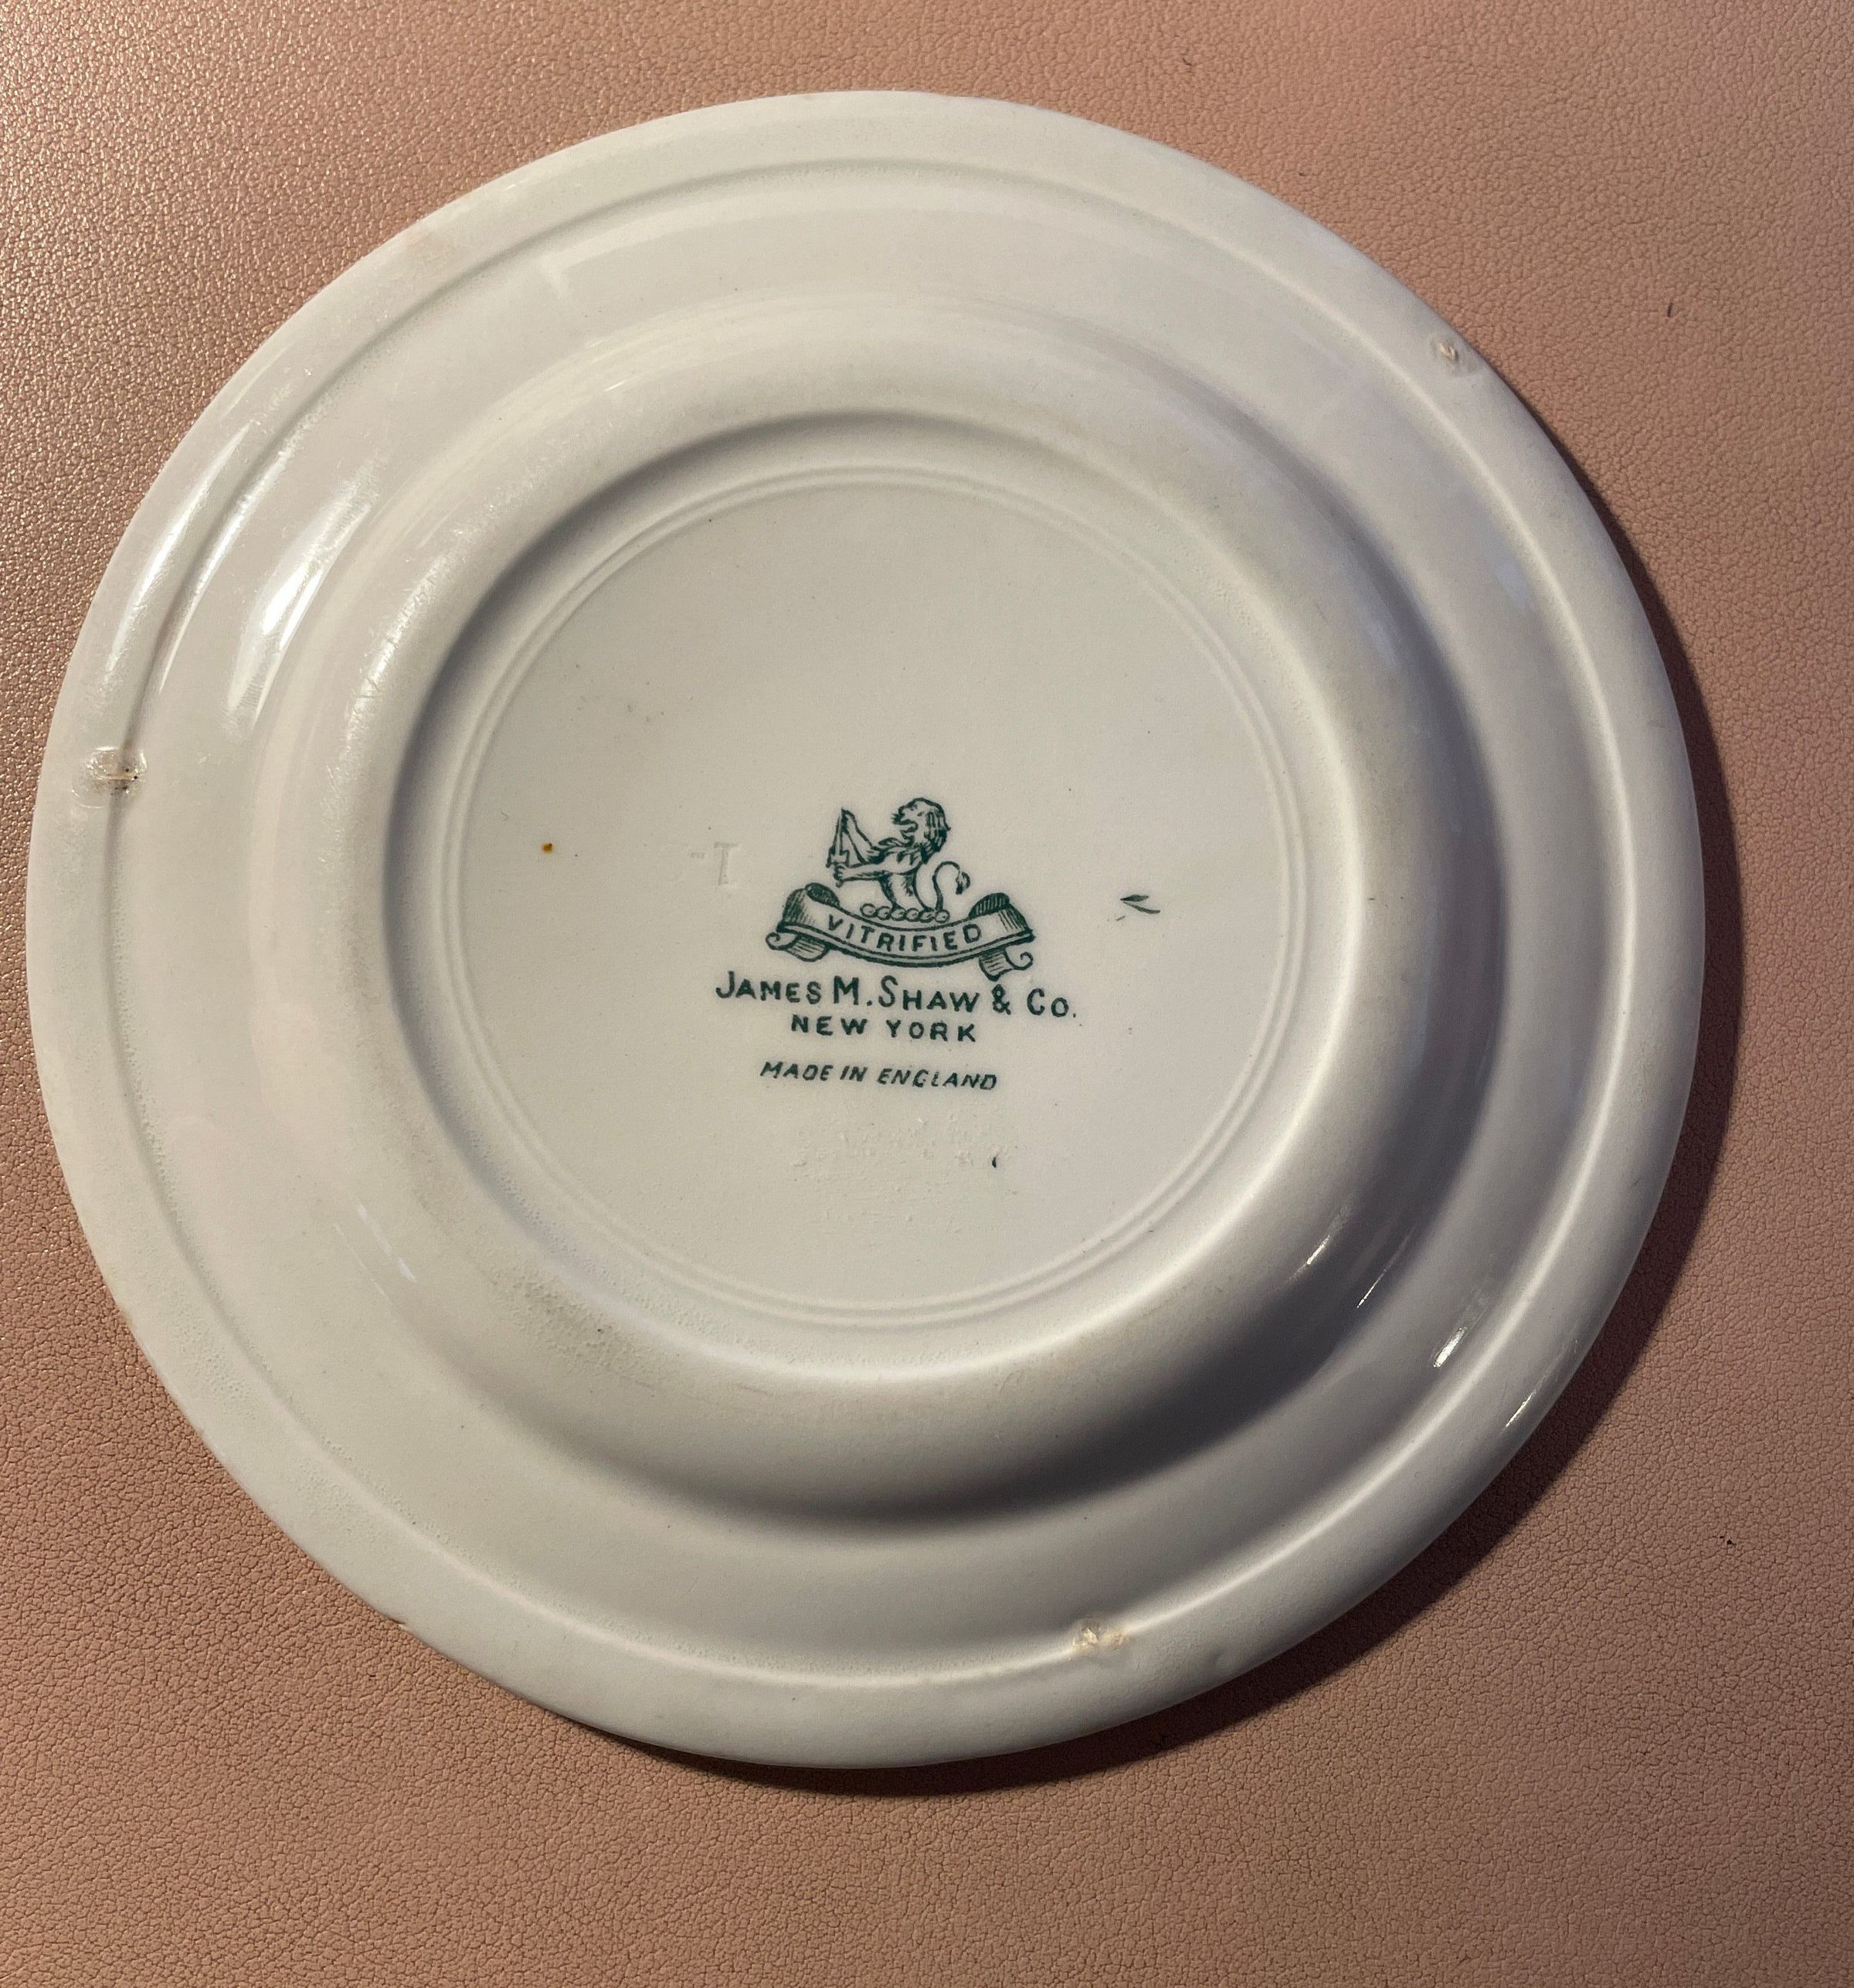 VITRIFIED
JAMES M. SHAW & CO.
NEW YORK
MADE IN ENGLAND